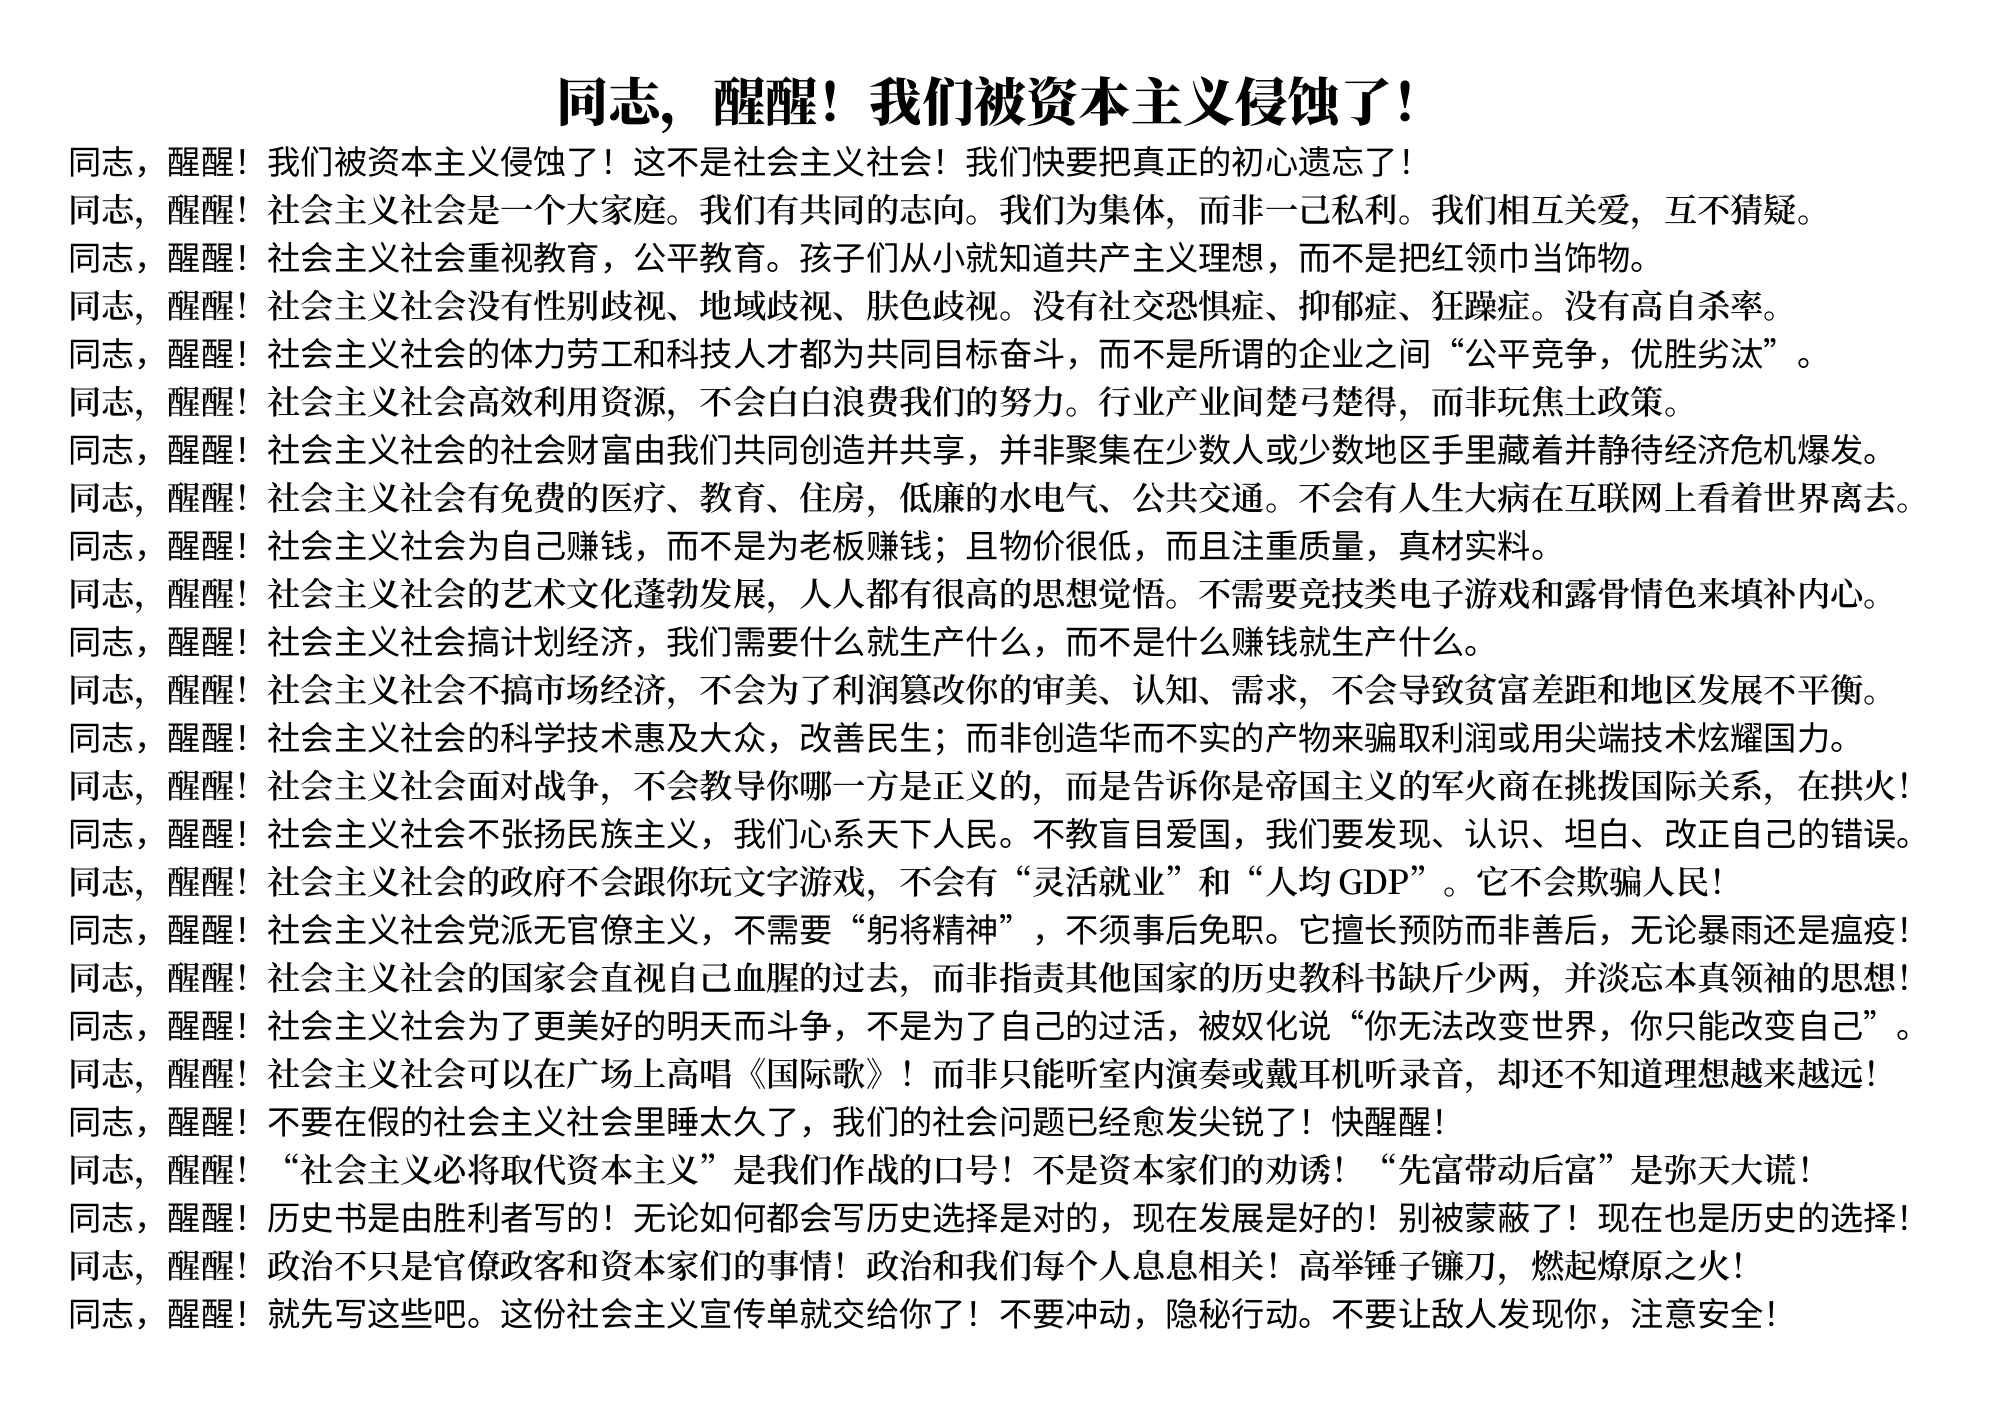 同志，醒醒！我们被资本主义侵蚀了！
同志，醒醒！我们被资本主义侵蚀了！这不是社会主义社会！我们快要把真正的初心遗忘了！
同志，醒醒！社会主义社会是一个大家庭。我们有共同的志向。我们为集体，而非一己私利。我们相互关爱，互不猜疑。
同志，醒醒！社会主义社会重视教育，公平教育。孩子们从小就知道共产主义理想，而不是把红领巾当饰物。
同志，醒醒！社会主义社会没有性别歧视、地域歧视、肤色歧视。没有社交恐惧症、抑郁症、狂躁症。没有高自杀率。
同志，醒醒！社会主义社会的体力劳工和科技人才都为共同目标奋斗，而不是所谓的企业之间“公平竞争，优胜劣汰”。
同志，醒醒！社会主义社会高效利用资源，不会白白浪费我们的努力。行业产业间楚弓楚得，而非玩焦土政策。
同志，醒醒！社会主义社会的社会财富由我们共同创造并共享，并非聚集在少数人或少数地区手里藏着并静待经济危机爆发。
同志，醒醒！社会主义社会有免费的医疗、教育、住房，低廉的水电气、公共交通。不会有人生大病在互联网上看着世界离去。
同志，醒醒！社会主义社会为自己赚钱，而不是为老板赚钱；且物价很低，而且注重质量，真材实料。
同志，醒醒！社会主义社会的艺术文化蓬勃发展，人人都有很高的思想觉悟。不需要竞技类电子游戏和露骨情色来填补内心。
同志，醒醒！社会主义社会搞计划经济，我们需要什么就生产什么，而不是什么赚钱就生产什么。
同志，醒醒！社会主义社会不搞市场经济，不会为了利润篡改你的审美、认知、需求，不会导致贫富差距和地区发展不平衡。
同志，醒醒！社会主义社会的科学技术惠及大众，改善民生；而非创造华而不实的产物来骗取利润或用尖端技术炫耀国力。
同志，醒醒！社会主义社会面对战争，不会教导你哪一方是正义的，而是告诉你是帝国主义的军火商在挑拨国际关系，在拱火！
同志，醒醒！社会主义社会不张扬民族主义，我们心系天下人民。不教盲目爱国，我们要发现、认识、坦白、改正自己的错误。
同志，醒醒！社会主义社会的政府不会跟你玩文字游戏，不会有“灵活就业”和“人均 GDP”。它不会欺骗人民！
同志，醒醒！社会主义社会党派无官僚主义，不需要“躬将精神”，不须事后免职。它擅长预防而非善后，无论暴雨还是瘟疫！
同志，醒醒！社会主义社会的国家会直视自己血腥的过去，而非指责其他国家的历史教科书缺斤少两，并淡忘本真领袖的思想！
同志，醒醒！社会主义社会为了更美好的明天而斗争，不是为了自己的过活，被奴化说“你无法改变世界，你只能改变自己”。
同志，醒醒！社会主义社会可以在广场上高唱《国际歌》！而非只能听室内演奏或戴耳机听录音，却还不知道理想越来越远！
同志，醒醒！不要在假的社会主义社会里睡太久了，我们的社会问题已经愈发尖锐了！快醒醒！
同志，醒醒！“社会主义必将取代资本主义”是我们作战的口号！不是资本家们的劝诱！“先富带动后富”是弥天大谎！
同志，醒醒！历史书是由胜利者写的！无论如何都会写历史选择是对的，现在发展是好的！别被蒙蔽了！现在也是历史的选择！
同志，醒醒！政治不只是官僚政客和资本家们的事情！政治和我们每个人息息相关！高举锤子镰刀，燃起燎原之火！
同志，醒醒！就先写这些吧。这份社会主义宣传单就交给你了！不要冲动，隐秘行动。不要让敌人发现你，注意安全！